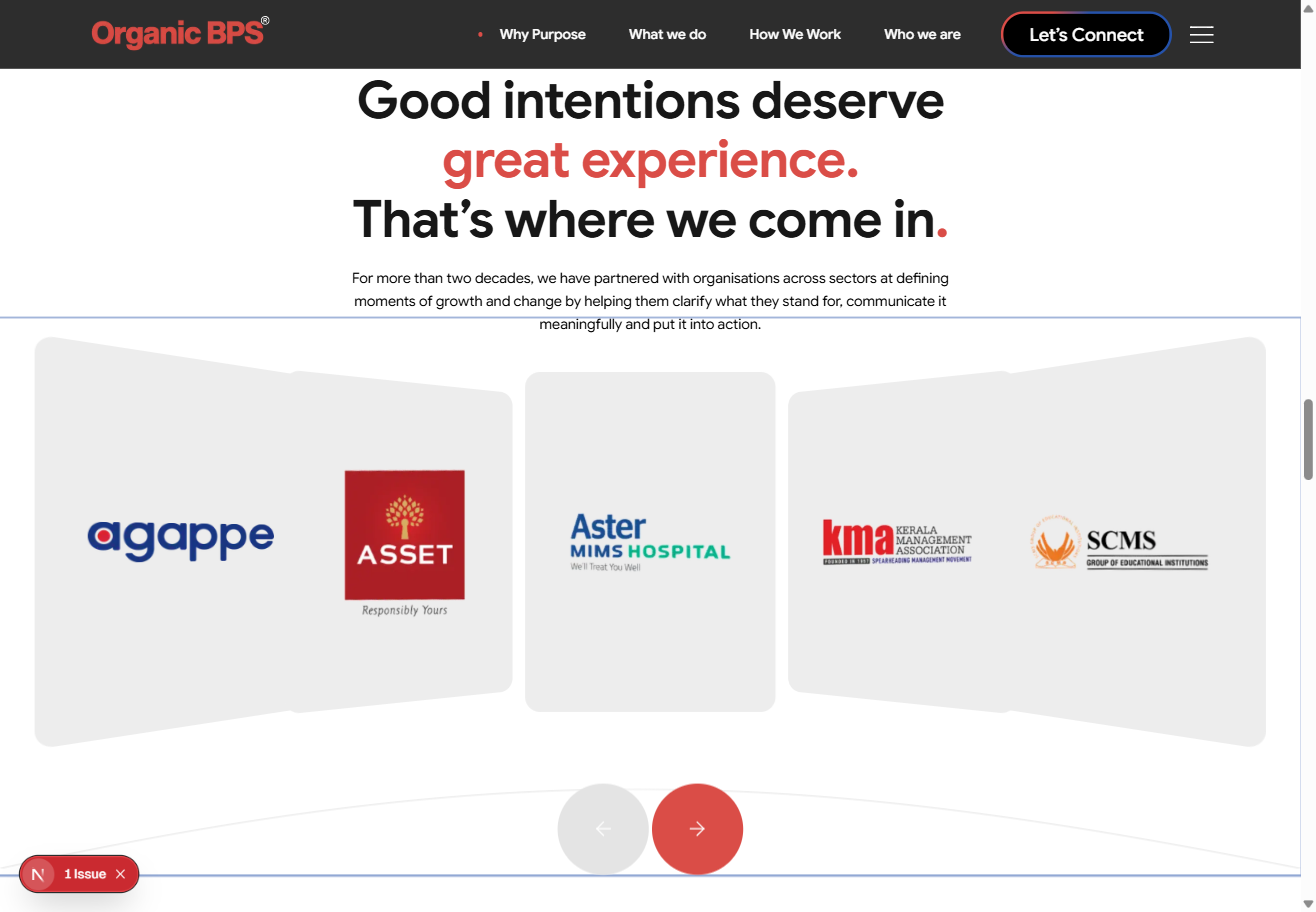 Organic BPS®
Why Purpose
What we do
How We Work
Who we are
Let's Connect
Good intentions deserve
great experience.
That's where we come in.
For more than two decades, we have partnered with organisations across sectors at defining
moments of growth and change by helping them clarify what they stand for, communicate it
meaningfully and put it into action.
agappe
ASSET
Responsibly Yours
Aster
MIMS HOSPITAL
We'll Treat You Well
kma
KERALA
MANAGEMENT
ASSOCIATION
SPEARHEADING MANAGEMENT MOVEMENT
SCMS
GROUP OF EDUCATIONAL INSTITUTIONS
N
1 Issue